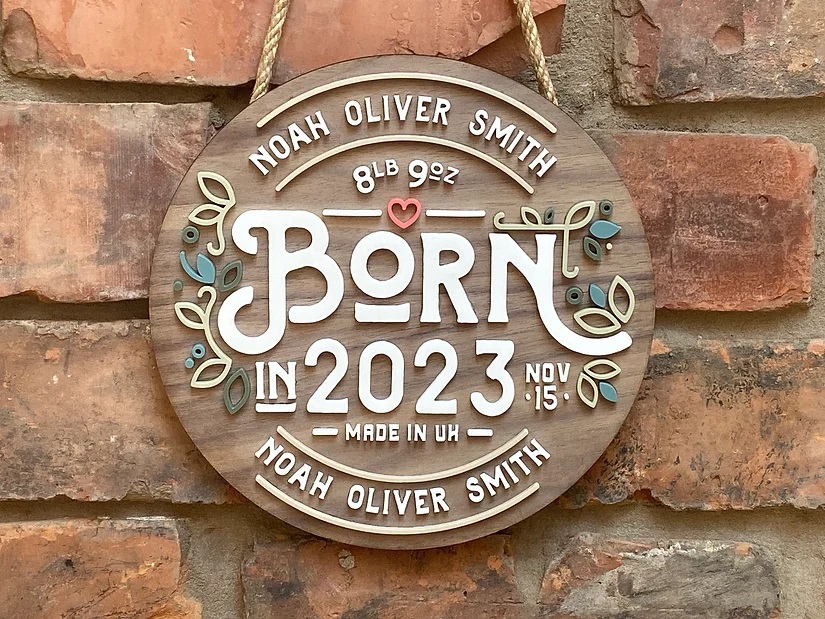 NOAH OLIVER SMITH
8LB 9OZ
BORN
IN 2023 NOV
·15·
MADE IN UK
NOAH OLIVER SMITH